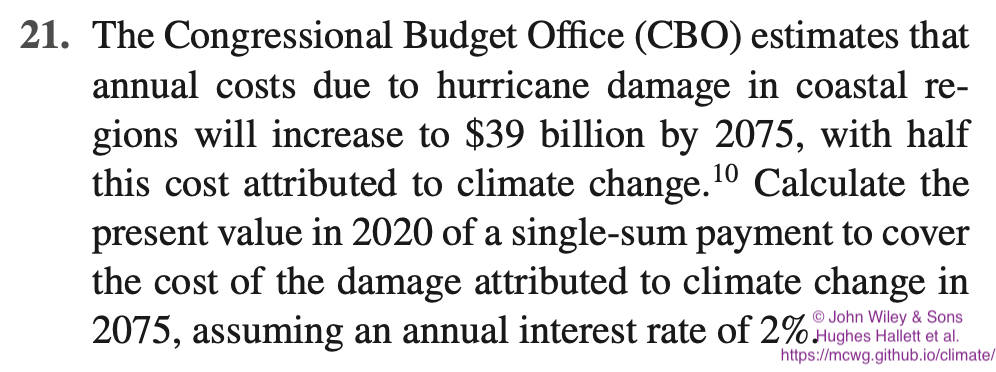 21. The Congressional Budget Office (CBO) estimates that
annual costs due to hurricane damage in coastal re-
gions will increase to $39 billion by 2075, with half
this cost attributed to climate change.¹⁰ Calculate the
present value in 2020 of a single-sum payment to cover
the cost of the damage attributed to climate change in
2075, assuming an annual interest rate of 2%.
© John Wiley & Sons
Hughes Hallett et al.
https://mcwg.github.io/climate/